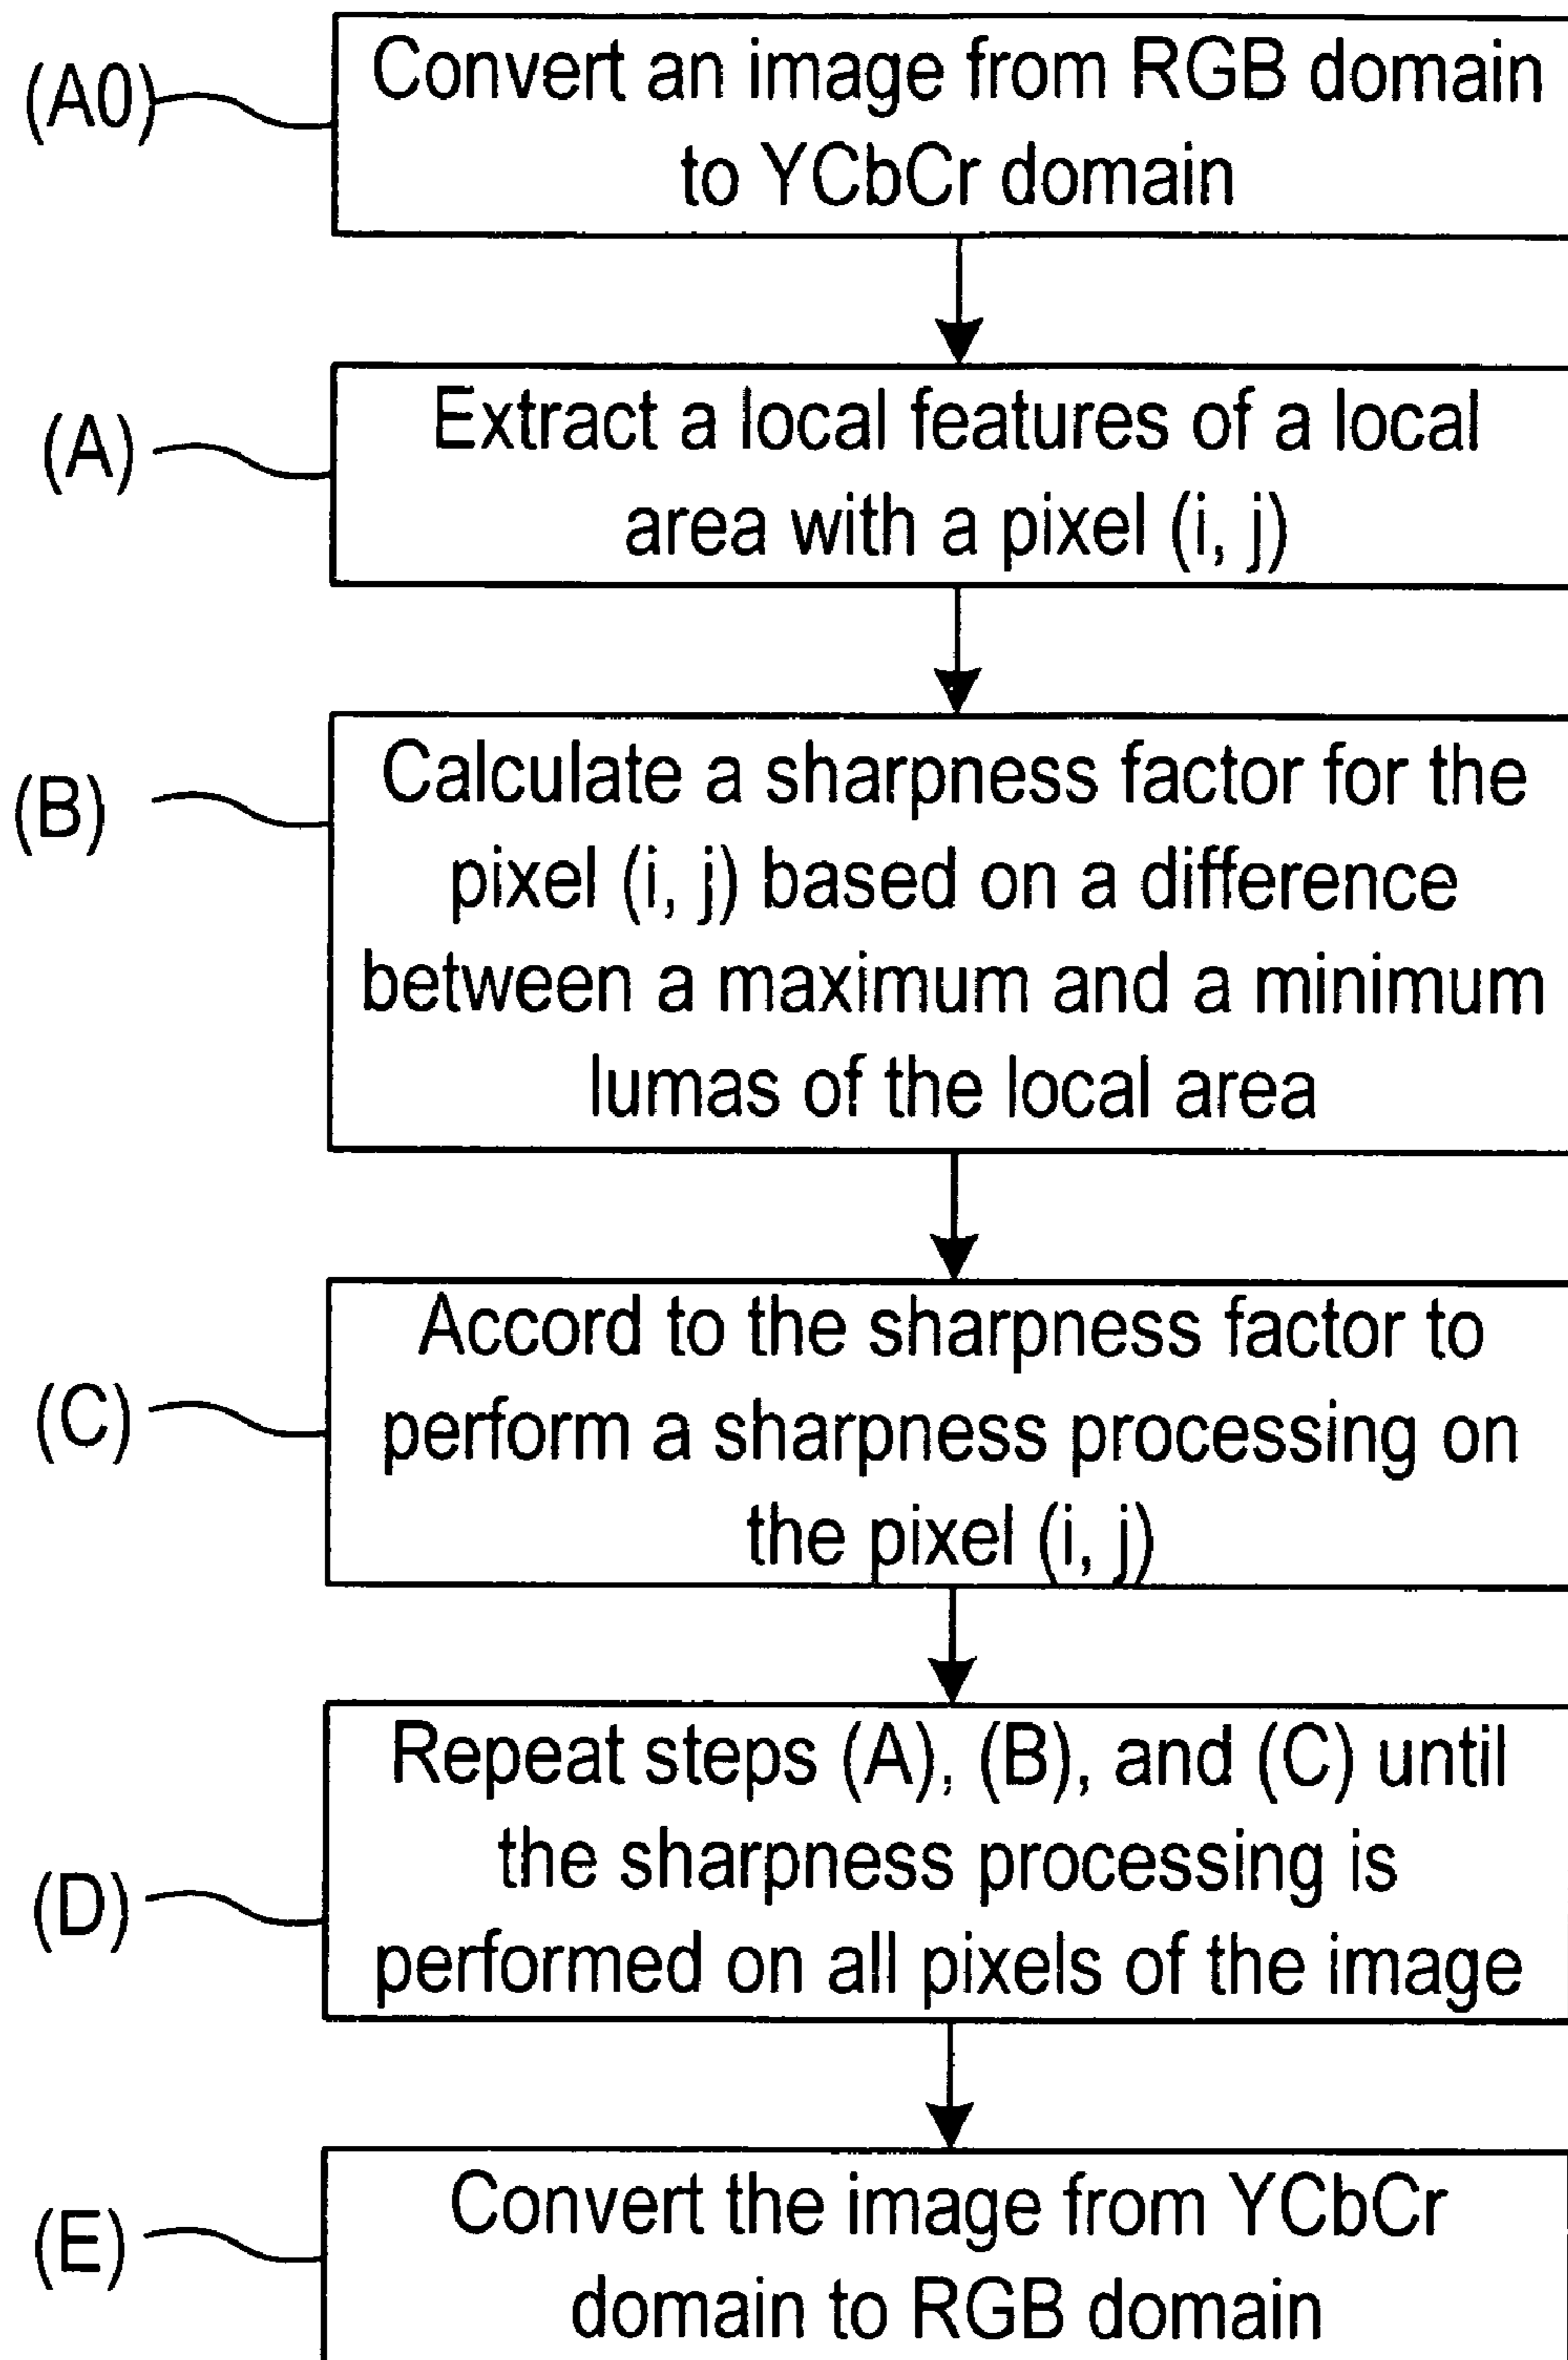 (A0)
Convert an image from RGB domain
to YCbCr domain
(A)
Extract a local features of a local
area with a pixel (i, j)
(B)
Calculate a sharpness factor for the
pixel (i, j) based on a difference
between a maximum and a minimum
lumas of the local area
(C)
Accord to the sharpness factor to
perform a sharpness processing on
the pixel (i, j)
(D)
Repeat steps (A), (B), and (C) until
the sharpness processing is
performed on all pixels of the image
(E)
Convert the image from YCbCr
domain to RGB domain